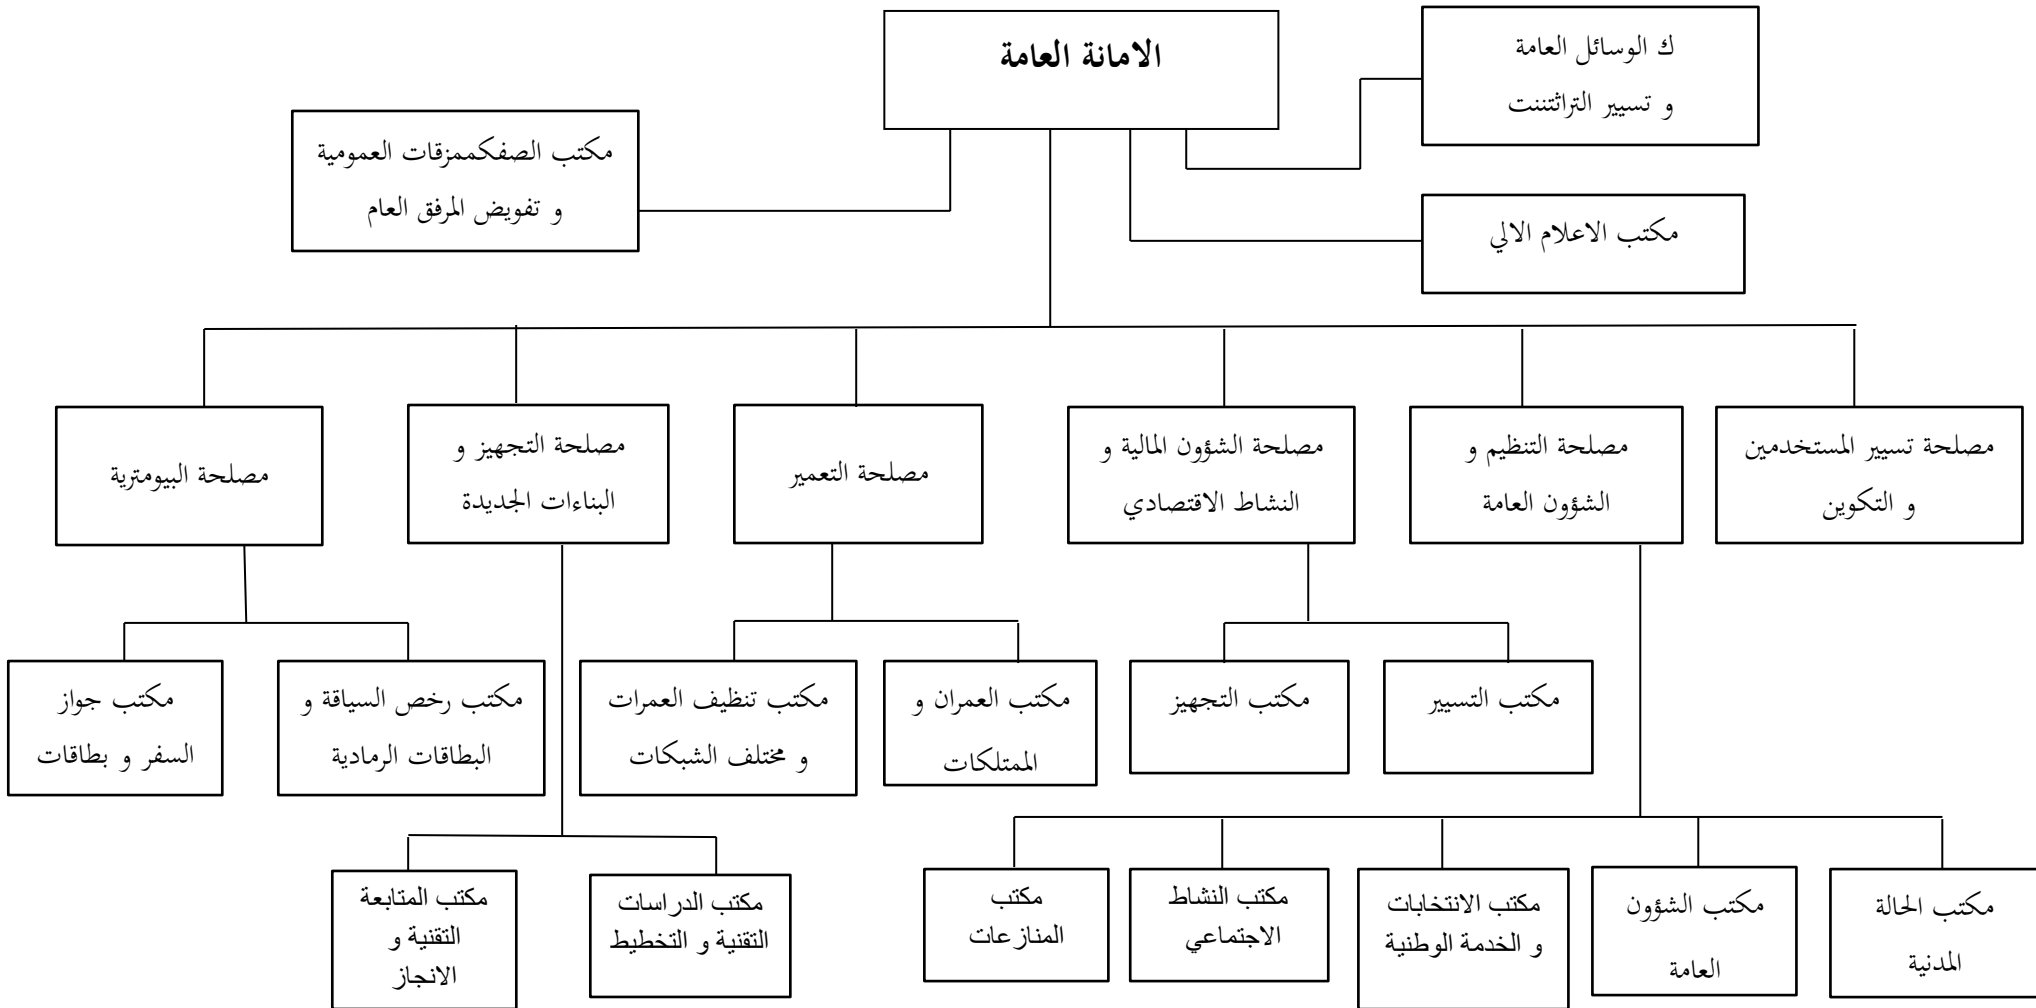 الامانة العامة
ك الوسائل العامة
و تسيير التراثتننت
مكتب الصفكممزقات العمومية
و تفويض المرفق العام
مكتب الاعلام الالي
مصلحة تسيير المستخدمين
و التكوين
مصلحة التنظيم و
الشؤون العامة
مصلحة الشؤون المالية و
النشاط الاقتصادي
مصلحة التعمير
مصلحة التجهيز و
البناءات الجديدة
مصلحة البيومترية
مكتب التسيير
مكتب التجهيز
مكتب العمران و
الممتلكات
مكتب تنظيف العمرات
و مختلف الشبكات
مكتب رخص السياقة و
البطاقات الرمادية
مكتب جواز
السفر و بطاقات
مكتب الحالة
المدنية
مكتب الشؤون
العامة
مكتب الانتخابات
و الخدمة الوطنية
مكتب النشاط
الاجتماعي
مكتب
المنازعات
مكتب الدراسات
التقنية و التخطيط
مكتب المتابعة
التقنية و
الانجاز